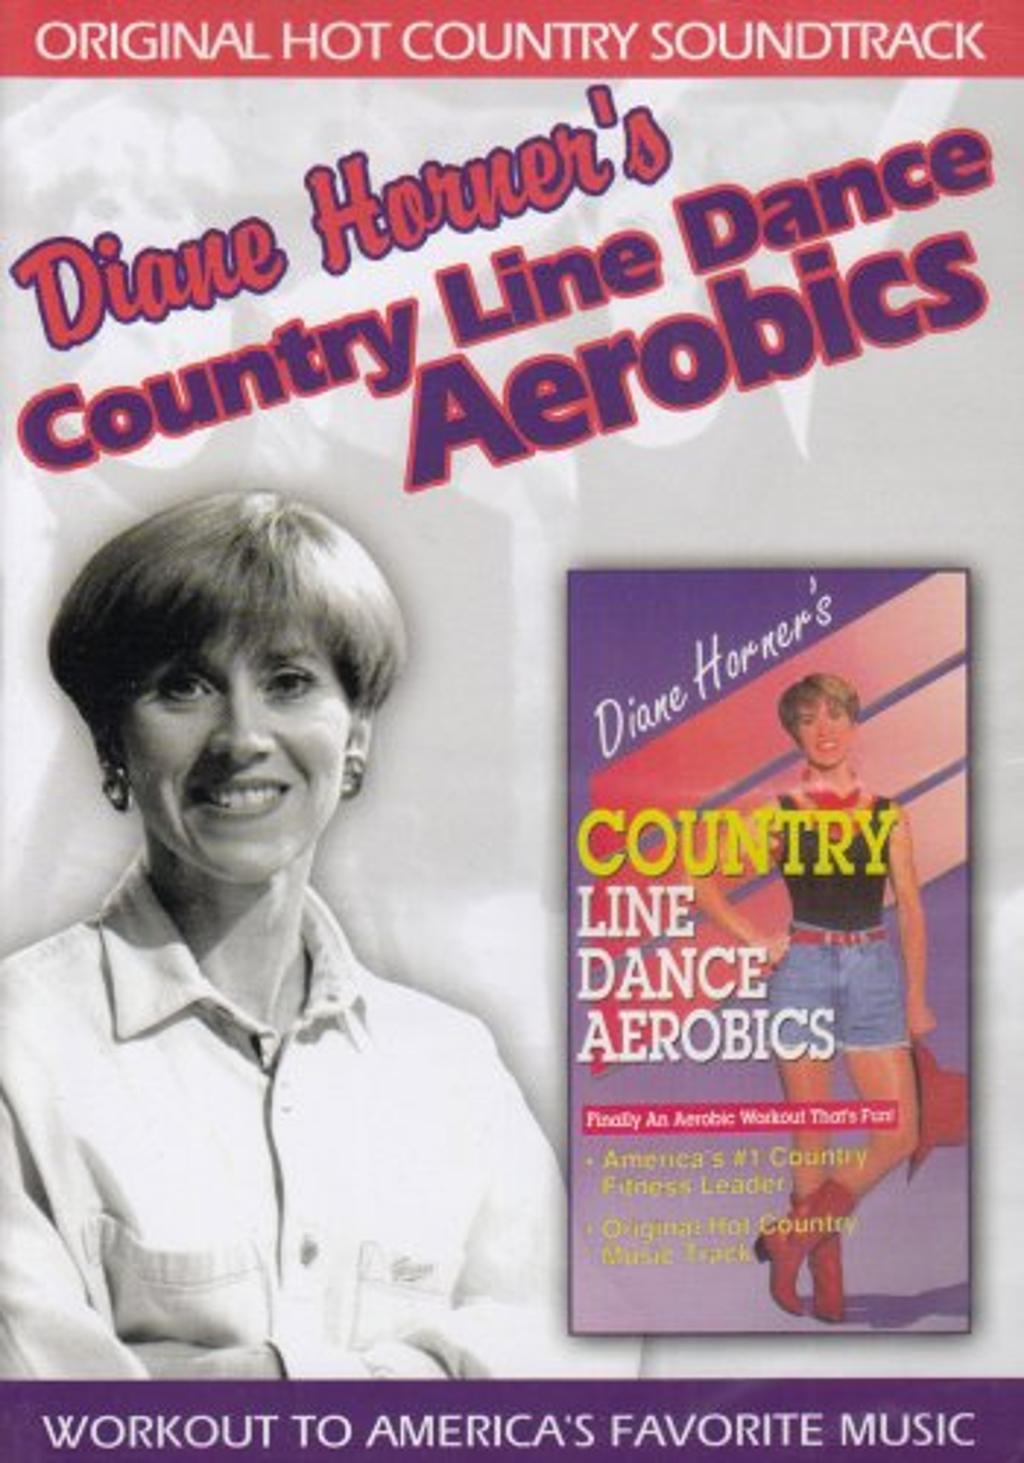 ORIGINAL HOT COUNTRY SOUNDTRACK
Diane Horner's
Country Line Dance
Aerobics
Diane Horner's
COUNTRY
LINE
DANCE
AEROBICS
Finally An Aerobic Workout That's Fun!
• America's #1 Country
Fitness Leader
• Original Hot Country
Music Track
WORKOUT TO AMERICA'S FAVORITE MUSIC